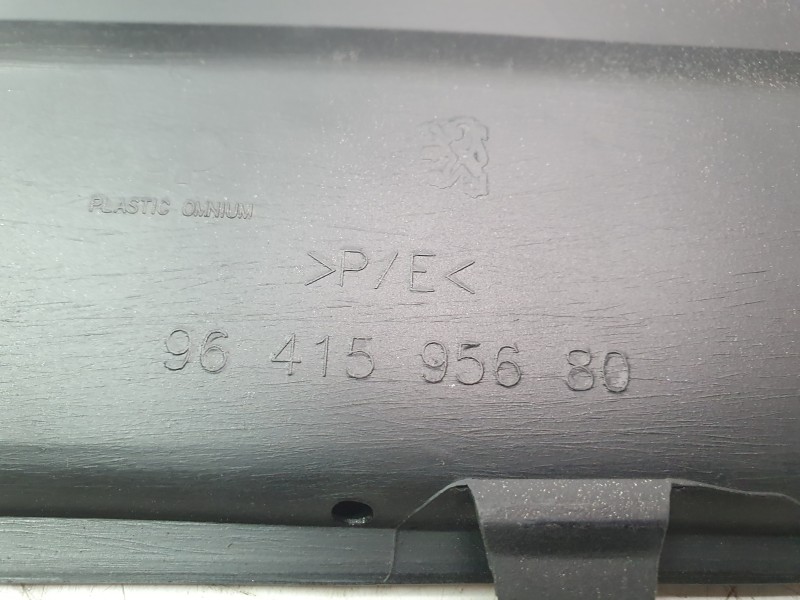 PLASTIC OMNIUM
>P/E<
96 415 956 80